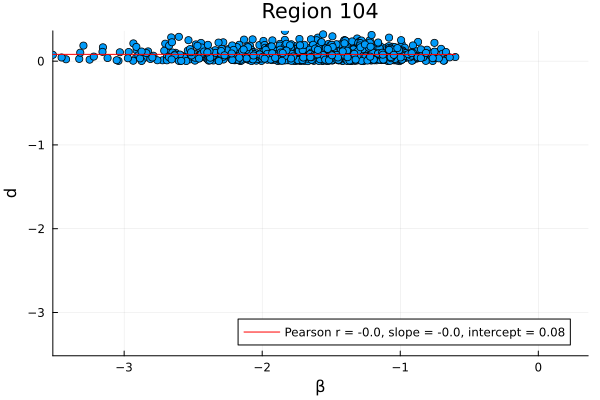 Region 104
d
0
−1
−2
−3
Pearson r = -0.0, slope = -0.0, intercept = 0.08
−3 −2 −1 0
β